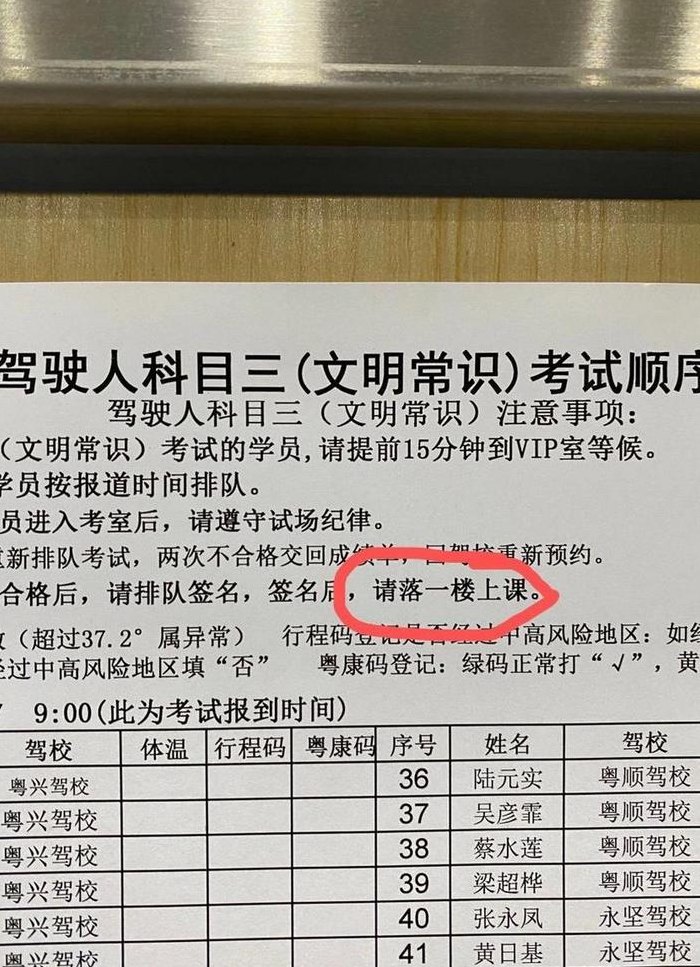 驾驶人科目三(文明常识)考试顺序
驾驶人科目三（文明常识）注意事项：
（文明常识）考试的学员,请提前15分钟到VIP室等候。
学员按报道时间排队。
员进入考室后，请遵守试场纪律。
重新排队考试，两次不合格交回成绩单，回驾校重新预约。
合格后，请排队签名，签名后，请落一楼上课。
（超过37.2°属异常） 行程码登记是否经过中高风险地区：如经
经过中高风险地区填“否” 粤康码登记：绿码正常打“√”，黄
9:00(此为考试报到时间)
驾校 体温 行程码 粤康码 序号 姓名 驾校
粤兴驾校 36 陆元实 粤顺驾校
粤兴驾校 37 吴彦霏 粤顺驾校
粤兴驾校 38 蔡水莲 粤顺驾校
粤兴驾校 39 梁超桦 粤顺驾校
粤兴驾校 40 张永凤 永坚驾校
粤兴驾校 41 黄日基 永坚驾校